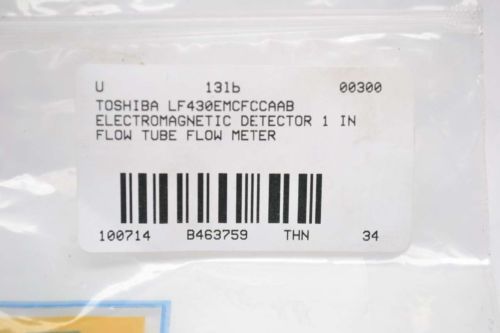 U 13lb 00300
TOSHIBA LF430EMCFCCAAB
ELECTROMAGNETIC DETECTOR 1 IN
FLOW TUBE FLOW METER
100714 B463759 THN 34